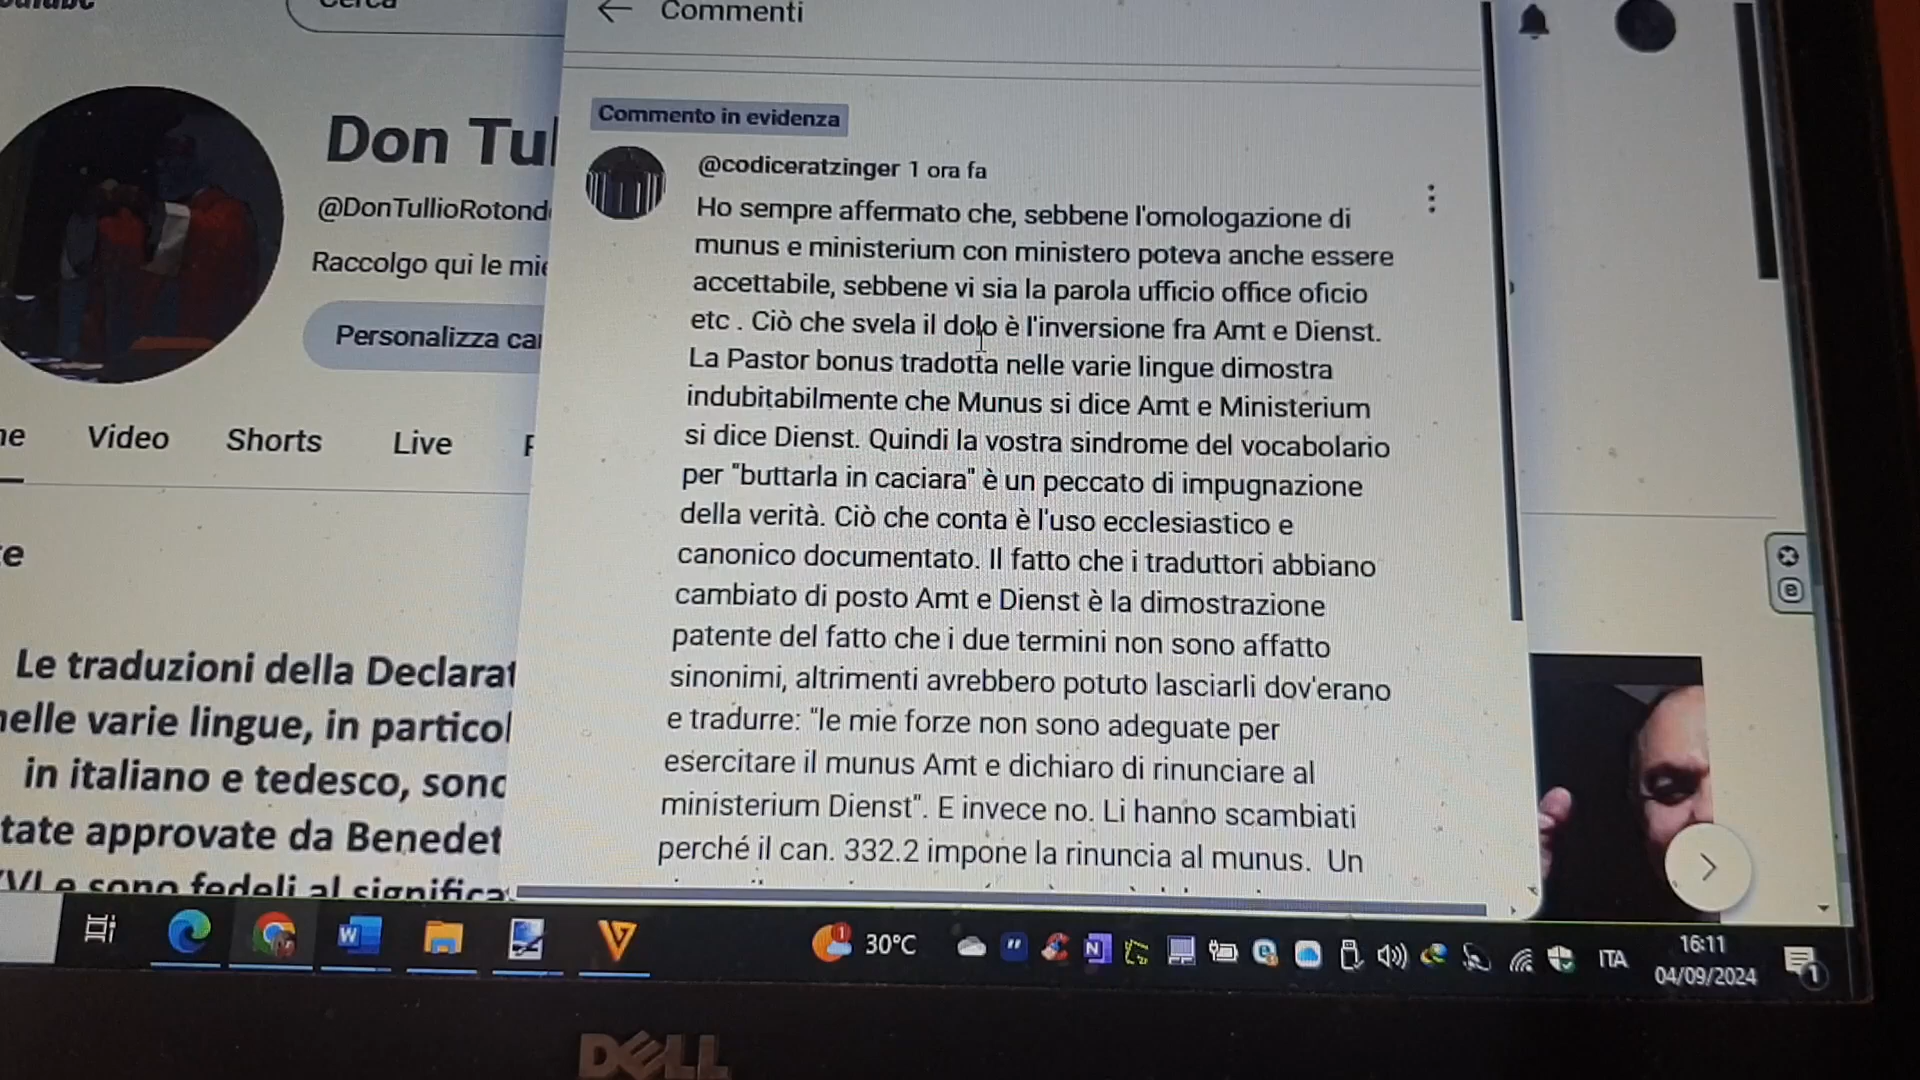 Cerca
Commenti
Don Tul
@DonTullioRotond
Raccolgo qui le mie
Personalizza
Video
Shorts
Live
Commento in evidenza
@codiceratzinger 1 ora fa
Ho sempre affermato che, sebbene l'omologazione di
munus e ministerium con ministero poteva anche essere
accettabile, sebbene vi sia la parola ufficio office oficio
etc . Ciò che svela il dolo è l'inversione fra Amt e Dienst.
La Pastor bonus tradotta nelle varie lingue dimostra
indubitabilmente che Munus si dice Amt e Ministerium
si dice Dienst. Quindi la vostra sindrome del vocabolario
per "buttarla in caciara" è un peccato di impugnazione
della verità. Ciò che conta è l'uso ecclesiastico e
canonico documentato. Il fatto che i traduttori abbiano
cambiato di posto Amt e Dienst è la dimostrazione
patente del fatto che i due termini non sono affatto
sinonimi, altrimenti avrebbero potuto lasciarli dov'erano
e tradurre: "le mie forze non sono adeguate per
esercitare il munus Amt e dichiaro di rinunciare al
ministerium Dienst". E invece no. Li hanno scambiati
perché il can. 332.2 impone la rinuncia al munus. Un
Le traduzioni della Declarat
nelle varie lingue, in particol
in italiano e tedesco, sono
tate approvate da Benedet
VI e sono fedeli al significa
30°C
ITA
16:11
04/09/2024
1
DELL